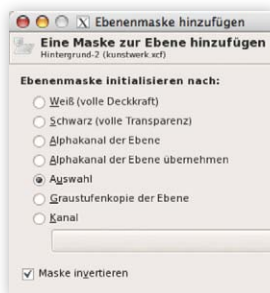 X Ebenenmaske hinzufügen
Eine Maske zur Ebene hinzufügen
Hintergrund-2 (kunstwerk.xcf)
Ebenenmaske initialisieren nach:
Weiß (volle Deckkraft)
Schwarz (volle Transparenz)
Alphakanal der Ebene
Alphakanal der Ebene übernehmen
Auswahl
Graustufenkopie der Ebene
Kanal
Maske invertieren